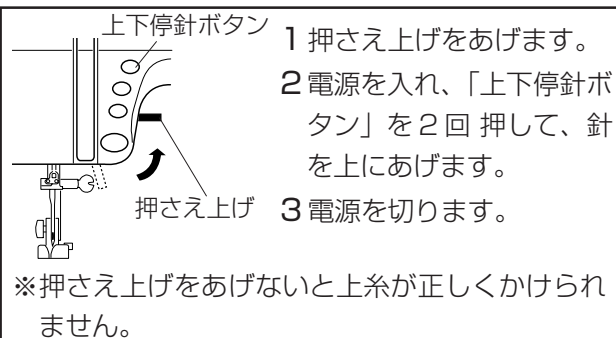 上下停針ボタン
押さえ上げ
1 押さえ上げをあげます。
2 電源を入れ、「上下停針ボ
タン」を2回 押して、針
を上にあげます。
3 電源を切ります。
※押さえ上げをあげないと上糸が正しくかけられ
ません。